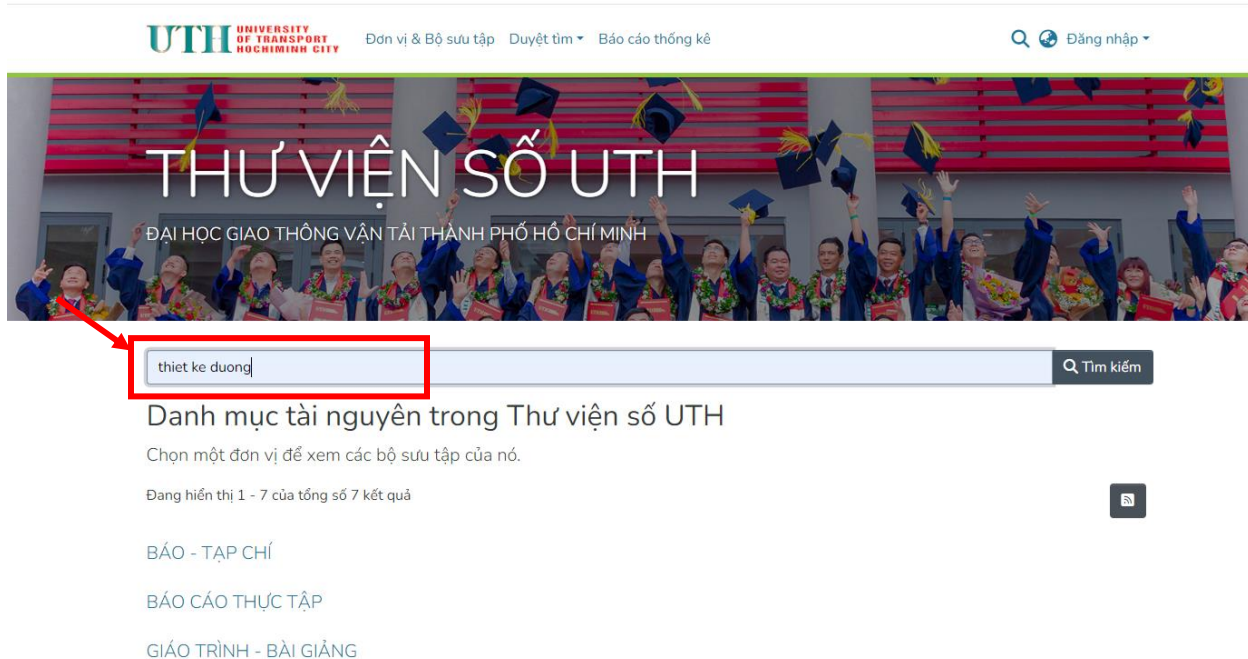 UTH UNIVERSITY
OF TRANSPORT
HOCHIMINH CITY
Đơn vị & Bộ sưu tập Duyệt tìm Báo cáo thống kê
Đăng nhập
THƯ VIỆN SỐ UTH
ĐẠI HỌC GIAO THÔNG VẬN TẢI THÀNH PHỐ HỒ CHÍ MINH
thiet ke duong
Tìm kiếm
Danh mục tài nguyên trong Thư viện số UTH
Chọn một đơn vị để xem các bộ sưu tập của nó.
Đang hiển thị 1 - 7 của tổng số 7 kết quả
BÁO - TẠP CHÍ
BÁO CÁO THỰC TẬP
GIÁO TRÌNH - BÀI GIẢNG